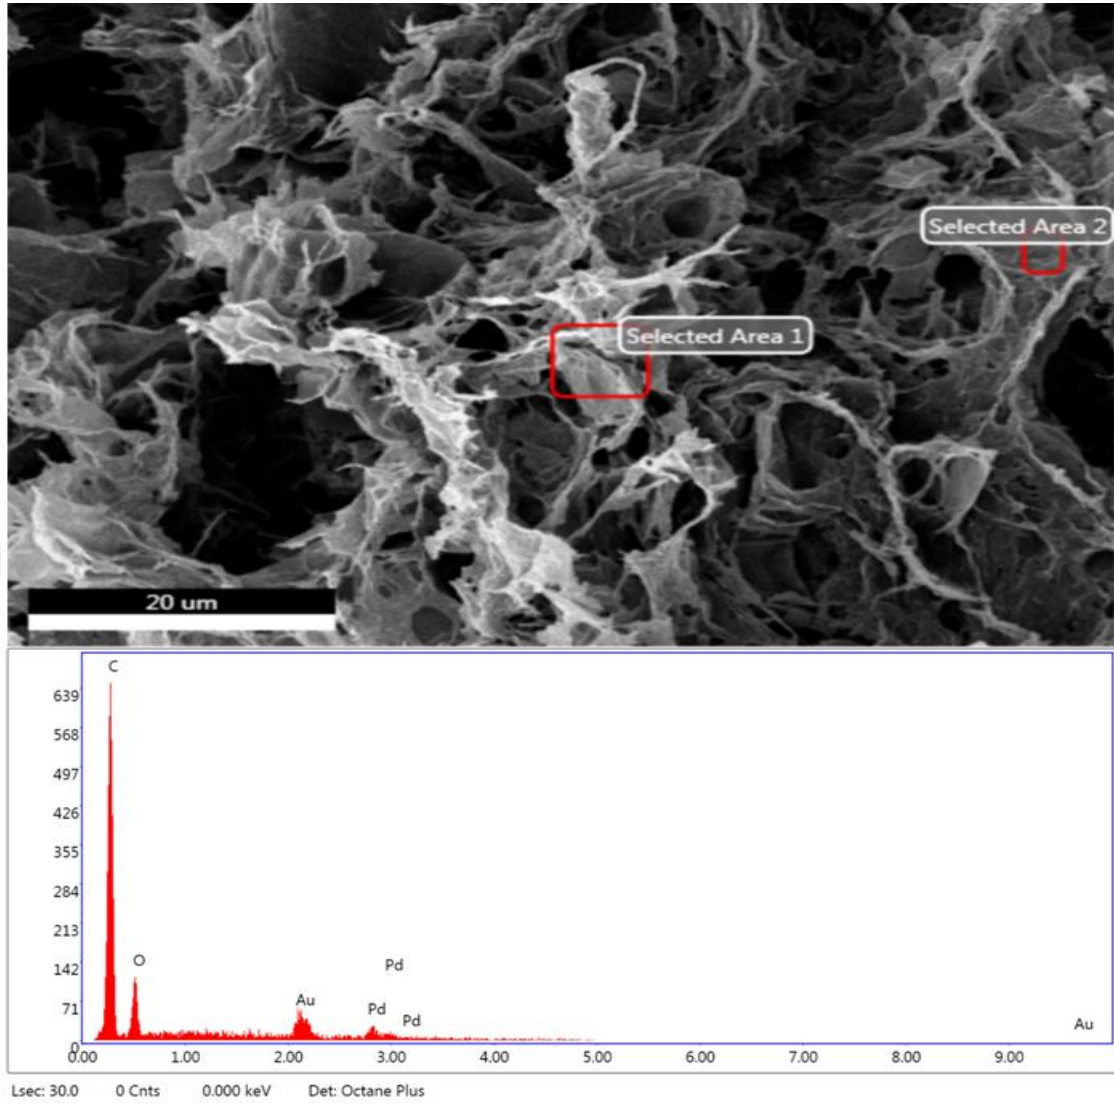 Selected Area 2
Selected Area 1
20 um
C
639
568
497
426
355
284
213
142
71
0
O
Au
Pd
Pd
Pd
Au
0.00 1.00 2.00 3.00 4.00 5.00 6.00 7.00 8.00 9.00
Lsec: 30.0 0 Cnts 0.000 keV Det: Octane Plus